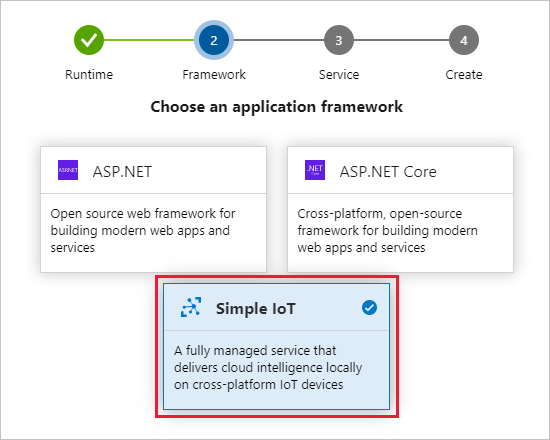 2
3
4
Runtime
Framework
Service
Create
Choose an application framework
ASP.NET
ASP.NET
Open source web framework for
building modern web apps and
services
.NET
Core
ASP.NET Core
Cross-platform, open-source
framework for building modern
web apps and services
Simple IoT
A fully managed service that
delivers cloud intelligence locally
on cross-platform IoT devices